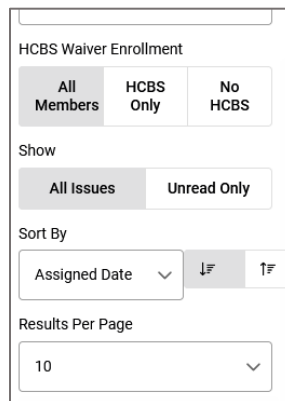 HCBS Waiver Enrollment
All Members
HCBS Only
No HCBS
Show
All Issues
Unread Only
Sort By
Assigned Date
Results Per Page
10